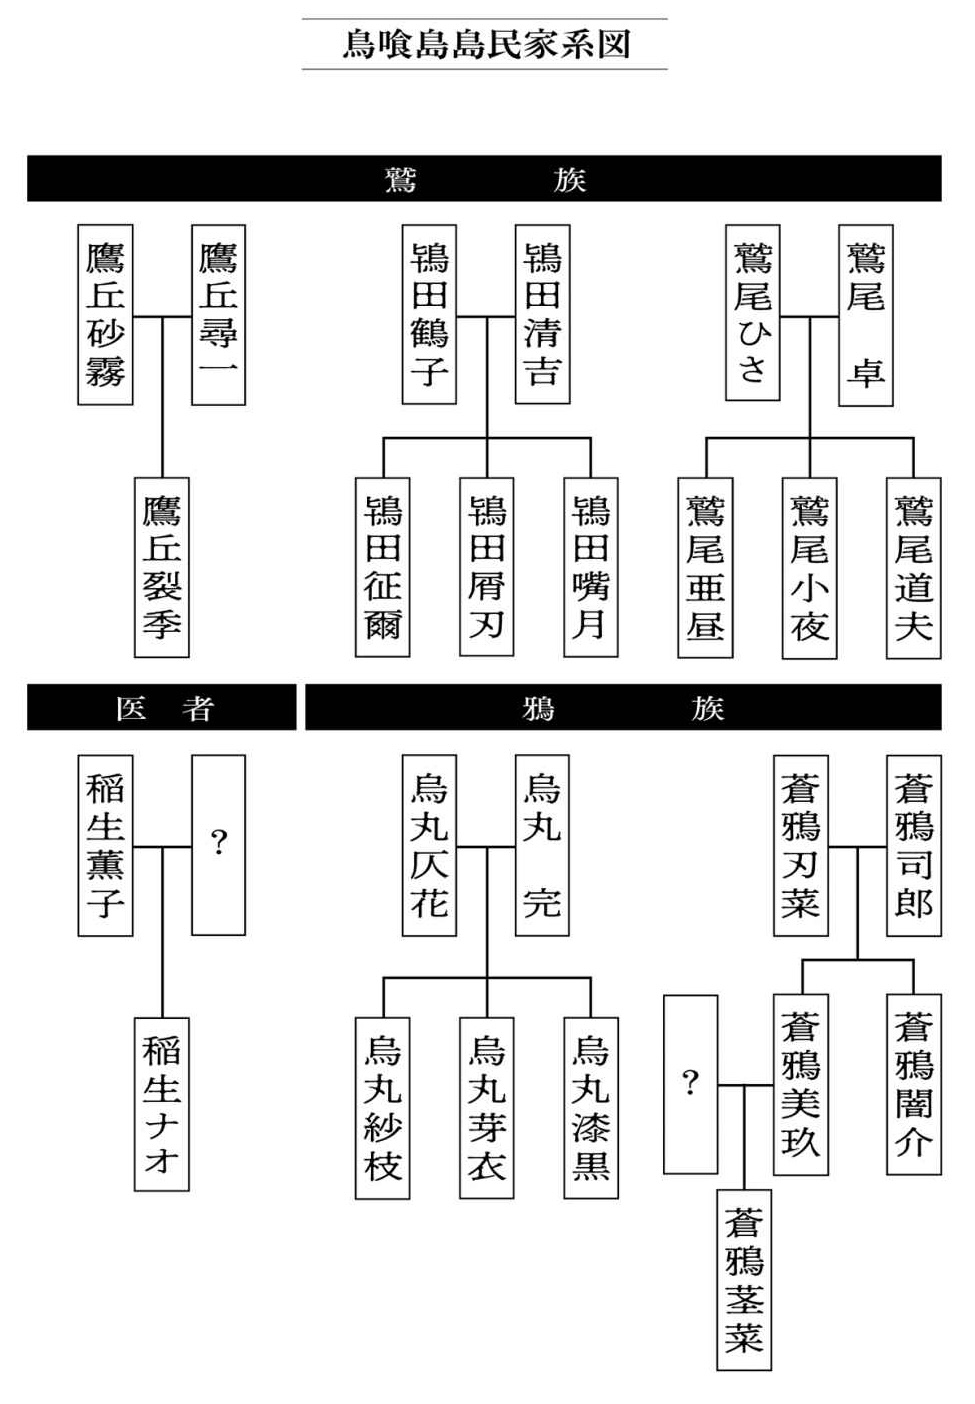 鳥喰島島民家系図
鷲族
鷲尾卓
鷲尾ひさ
鴇田清吉
鴇田鶴子
鷹丘尋一
鷹丘砂霧
鷲尾道夫
鷲尾小夜
鷲尾亜昼
鴇田嘴月
鴇田屑刃
鴇田征爾
鷹丘裂季
鴉族
蒼鴉司郎
蒼鴉刃菜
烏丸完
烏丸仄花
蒼鴉闇介
蒼鴉美玖
?
烏丸漆黒
烏丸芽衣
烏丸紗枝
蒼鴉茎菜
医者
?
稲生薫子
稲生ナオ